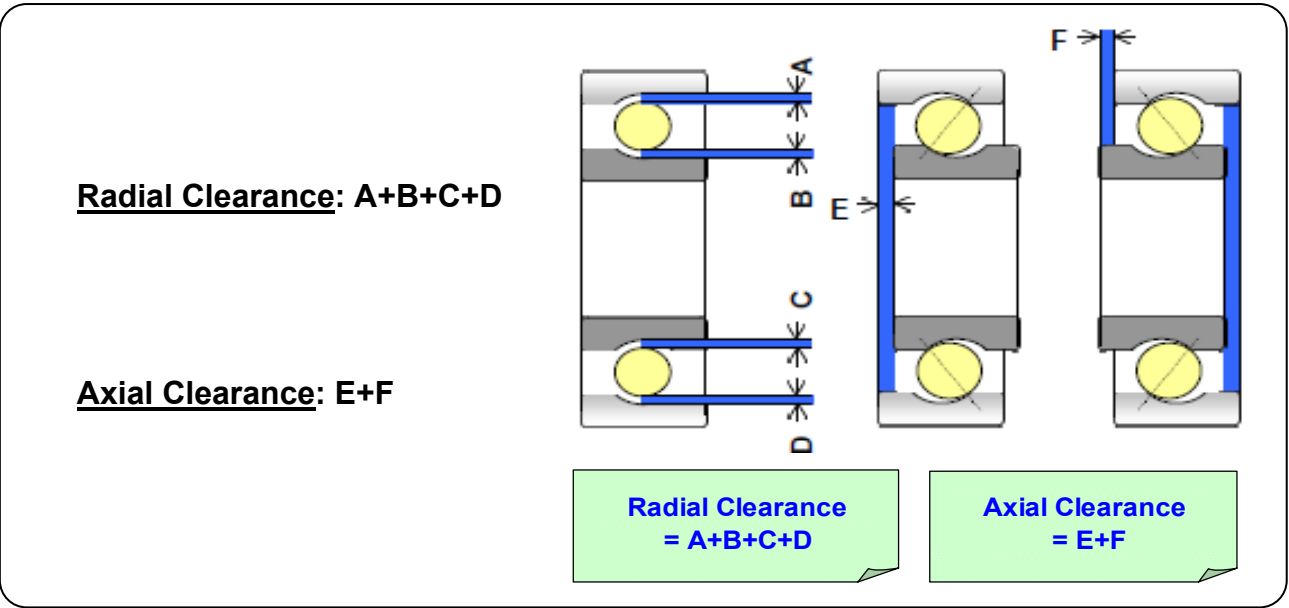 Radial Clearance: A+B+C+D
Axial Clearance: E+F
A
B
C
D
E
F
Radial Clearance
= A+B+C+D
Axial Clearance
= E+F